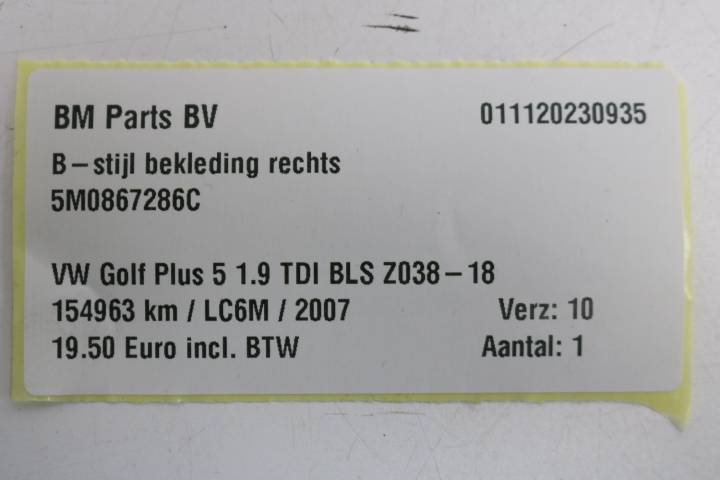 BM Parts BV 011120230935
B-stijl bekleding rechts
5M0867286C
VW Golf Plus 5 1.9 TDI BLS Z038-18
154963 km / LC6M / 2007 Verz: 10
19.50 Euro incl. BTW Aantal: 1